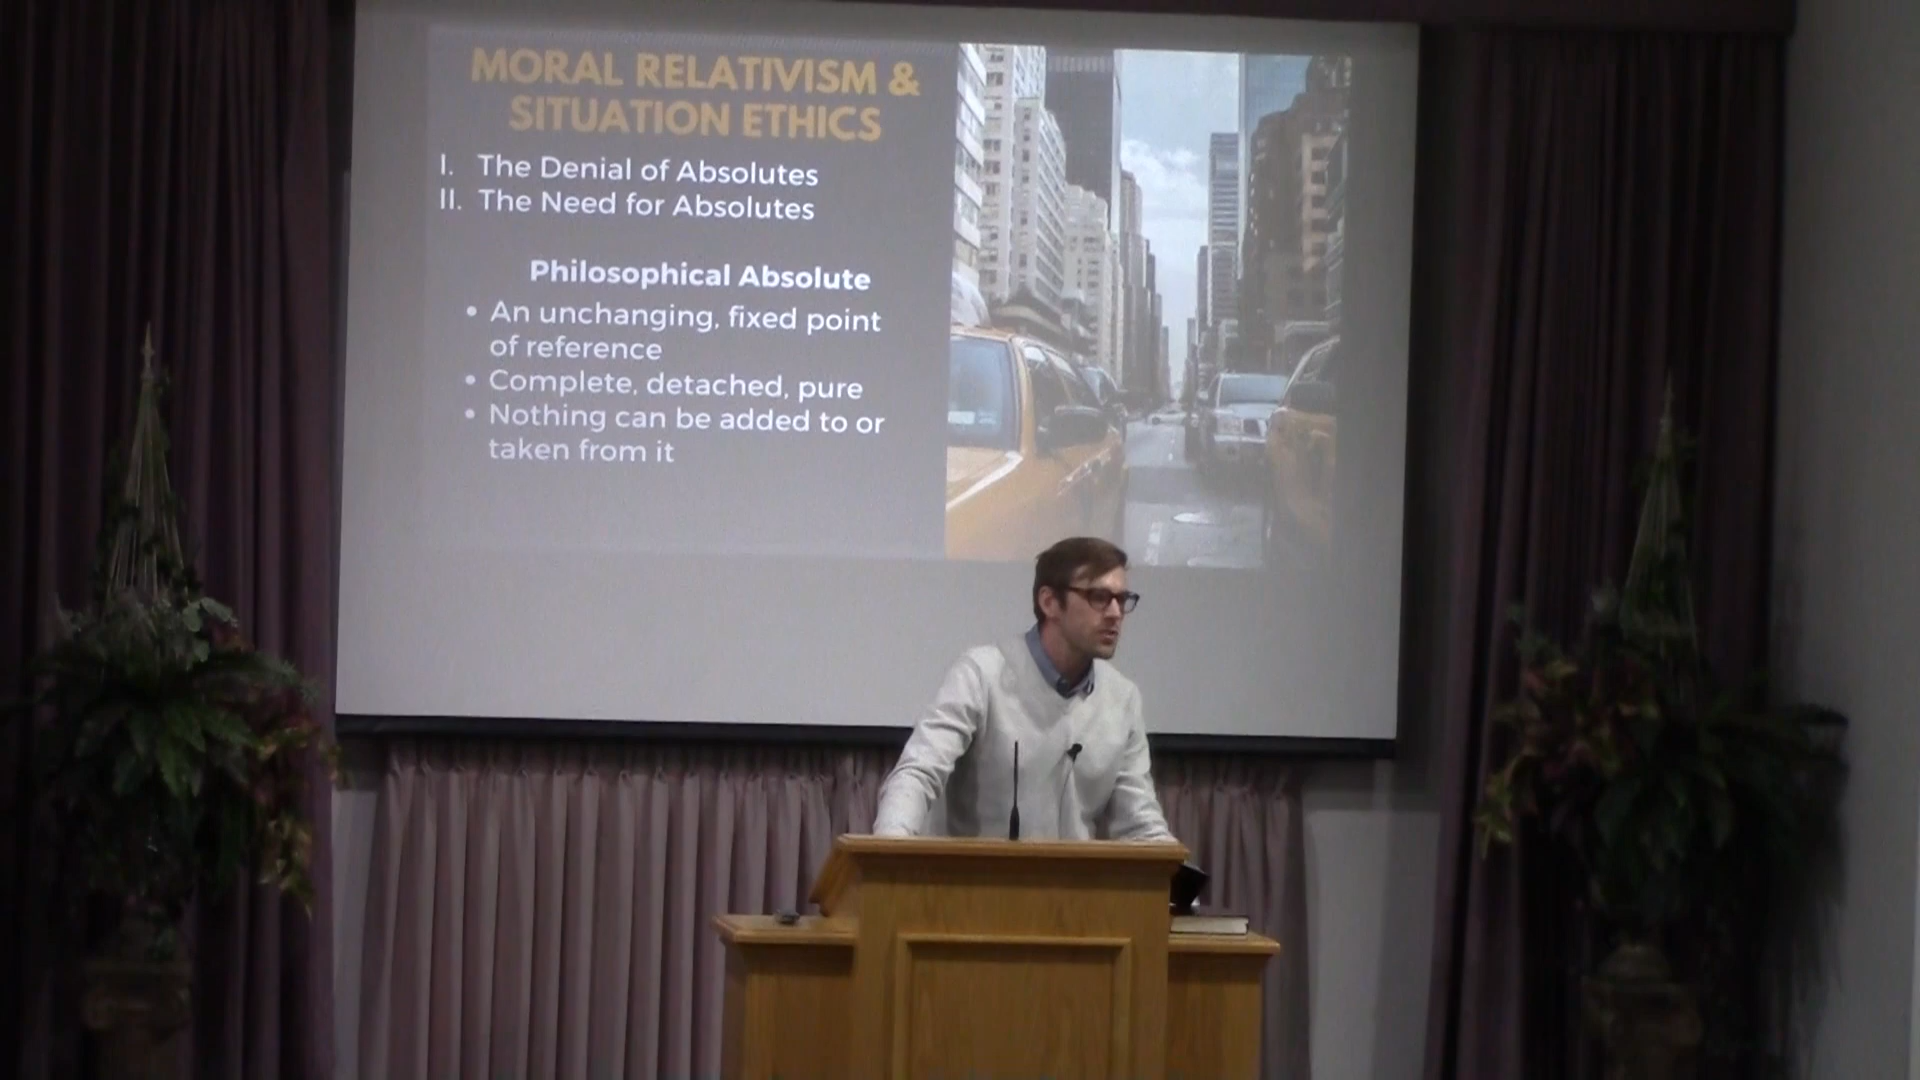 MORAL RELATIVISM &
SITUATION ETHICS
I. The Denial of Absolutes
II. The Need for Absolutes
Philosophical Absolute
• An unchanging, fixed point
of reference
• Complete, detached, pure
• Nothing can be added to or
taken from it